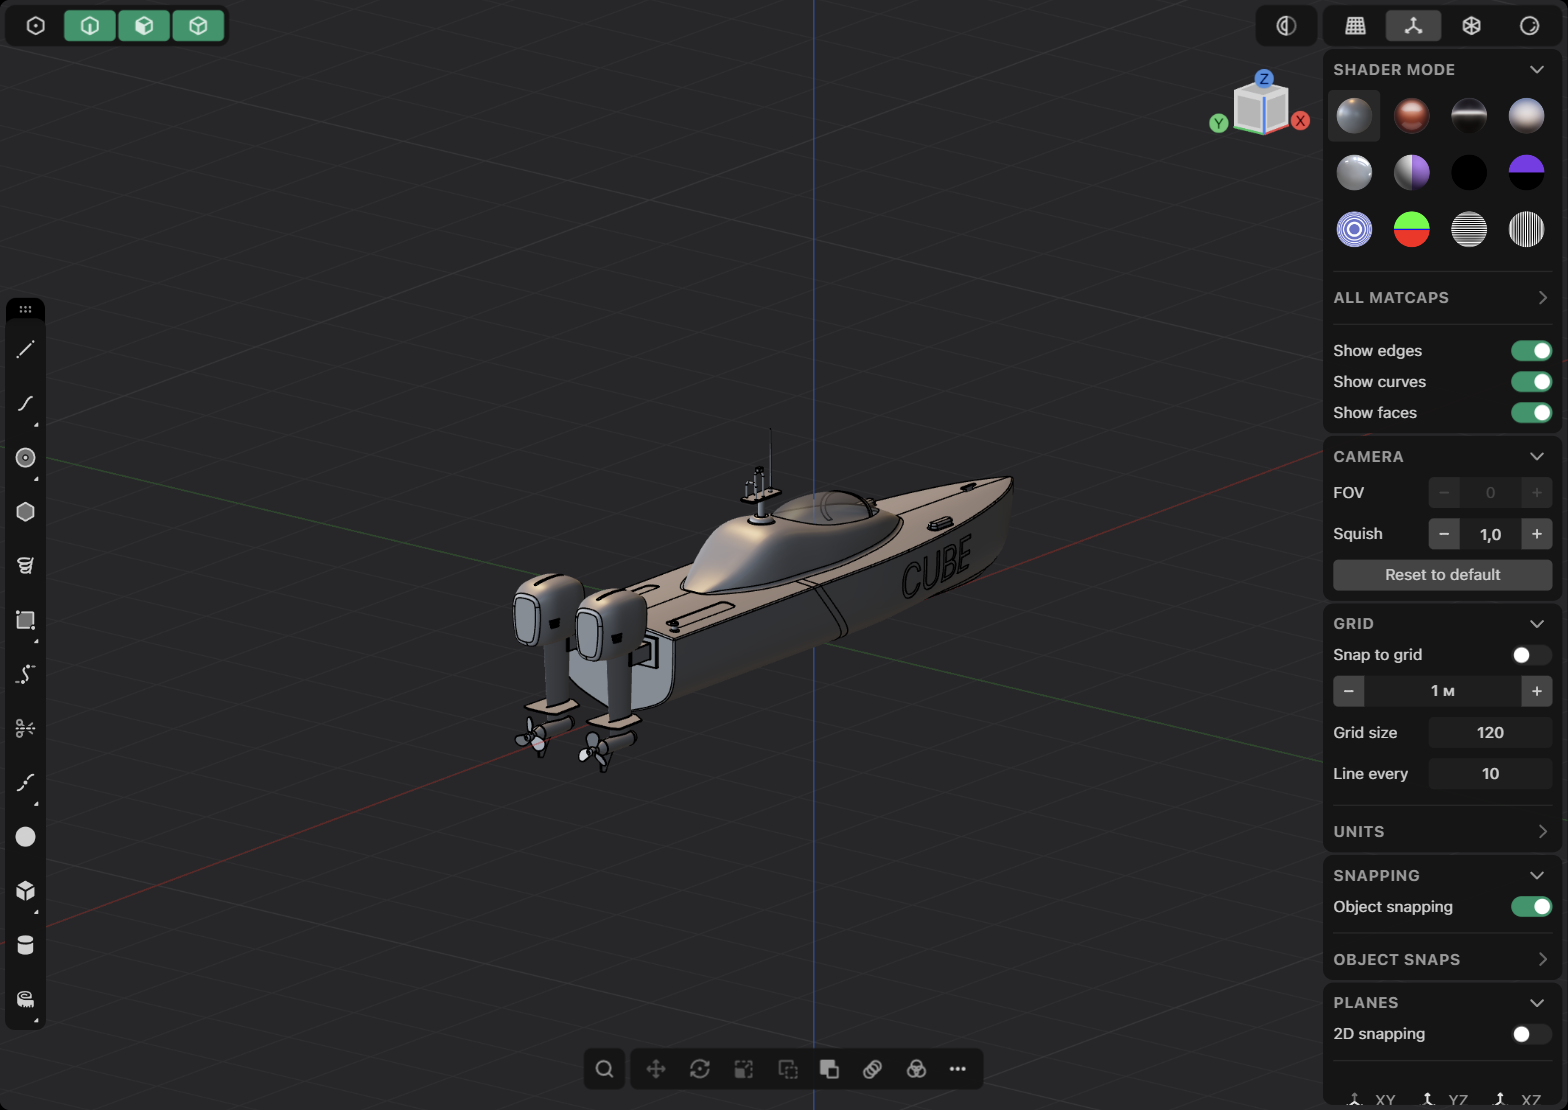 SHADER MODE
Z
Y
X
ALL MATCAPS
Show edges
Show curves
Show faces
CAMERA
FOV
−
0
+
Squish
−
1,0
+
Reset to default
CUBE
GRID
Snap to grid
−
1 м
+
Grid size
120
Line every
10
UNITS
SNAPPING
Object snapping
OBJECT SNAPS
PLANES
2D snapping
XY
YZ
XZ